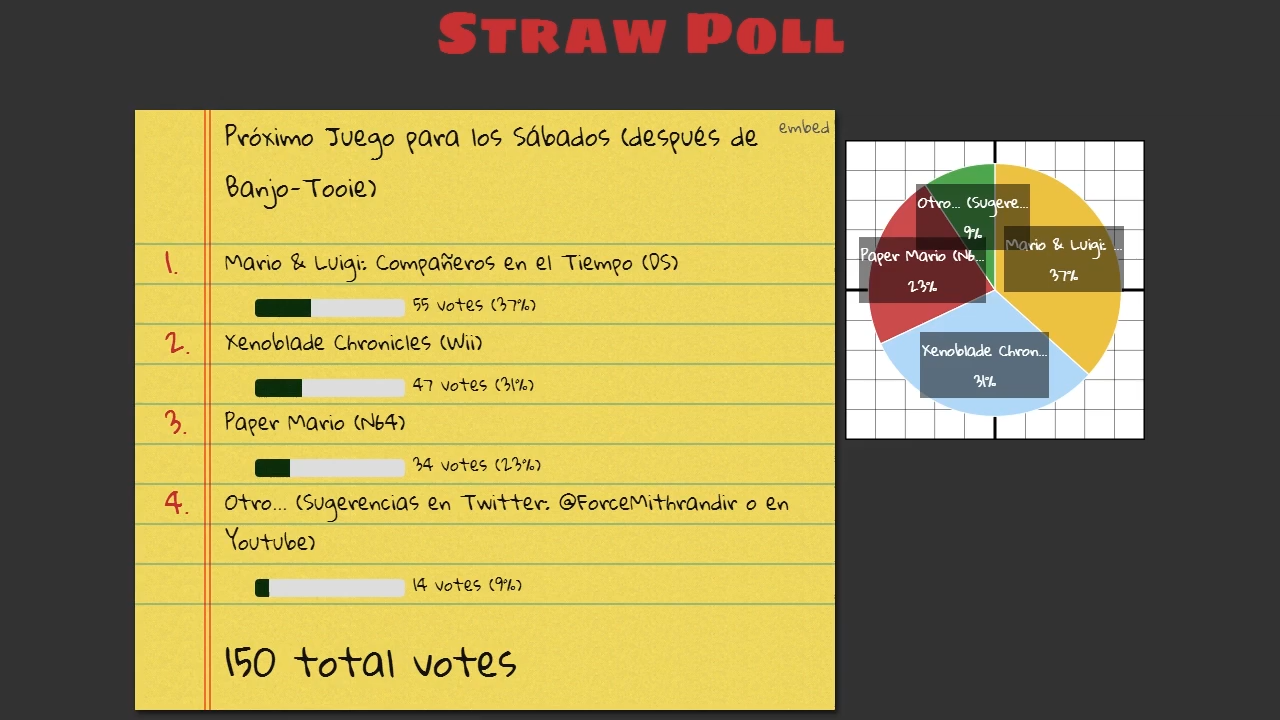 STRAW POLL
embed
Próximo Juego para los Sábados (después de
Banjo-Tooie)
1. Mario & Luigi: Compañeros en el Tiempo (DS)
55 votes (37%)
2. Xenoblade Chronicles (Wii)
47 votes (31%)
3. Paper Mario (N64)
34 votes (23%)
4. Otro... (Sugerencias en Twitter: @ForceMithrandir o en
Youtube)
14 votes (9%)
150 total votes
Otro... (Sugere...
9%
Mario & Luigi: ...
37%
Paper Mario (N6...
23%
Xenoblade Chron...
31%